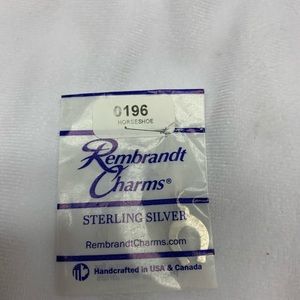 0196
HORSESHOE
Rembrandt
Charms®
STERLING SILVER
RembrandtCharms.com
Handcrafted in USA & Canada